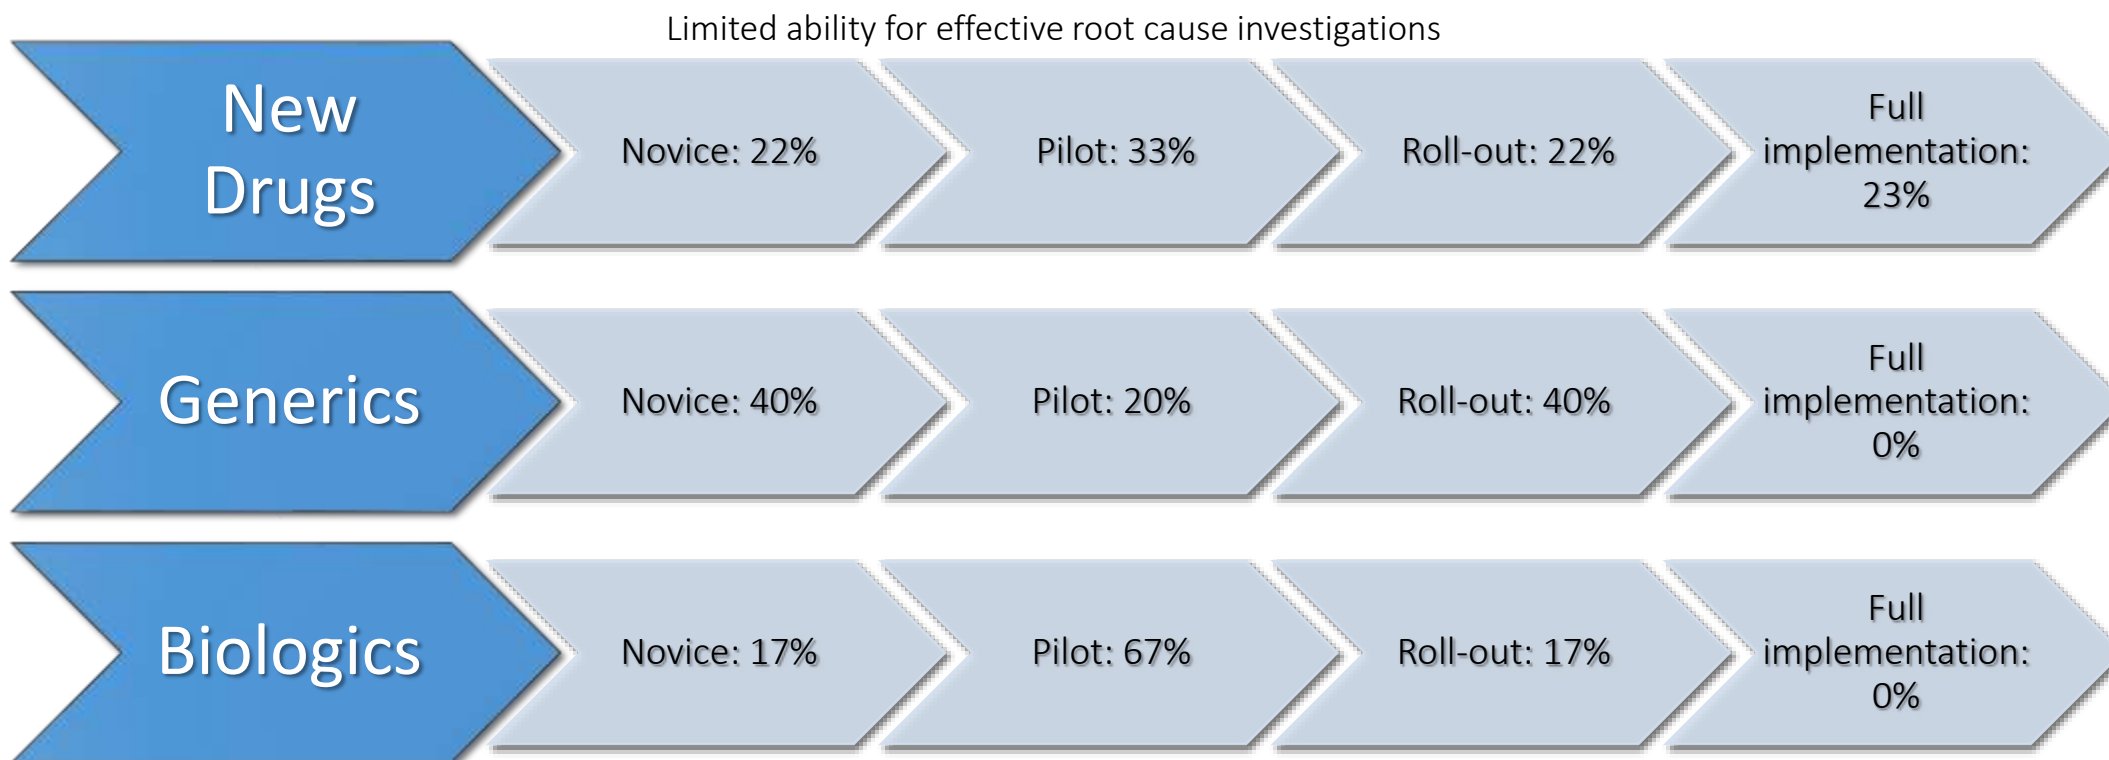 Limited ability for effective root cause investigations
New
Drugs
Novice: 22%
Pilot: 33%
Roll-out: 22%
Full
implementation:
23%
Generics
Novice: 40%
Pilot: 20%
Roll-out: 40%
Full
implementation:
0%
Biologics
Novice: 17%
Pilot: 67%
Roll-out: 17%
Full
implementation:
0%